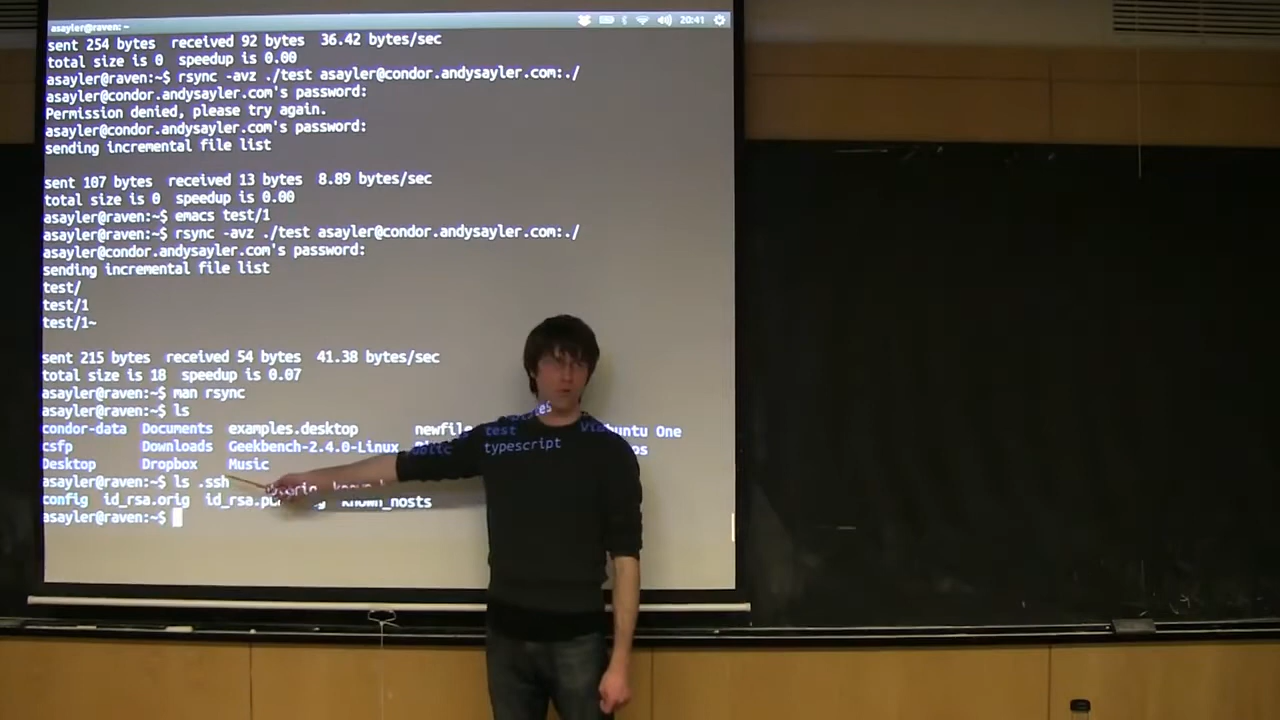 asayler@raven: ~
20:41
sent 254 bytes  received 92 bytes  36.42 bytes/sec
total size is 0  speedup is 0.00
asayler@raven:~$ rsync -avz ./test asayler@condor.andysayler.com:./
asayler@condor.andysayler.com's password:
Permission denied, please try again.
asayler@condor.andysayler.com's password:
sending incremental file list
sent 107 bytes  received 13 bytes  8.89 bytes/sec
total size is 0  speedup is 0.00
asayler@raven:~$ emacs test/1
asayler@raven:~$ rsync -avz ./test asayler@condor.andysayler.com:./
asayler@condor.andysayler.com's password:
sending incremental file list
test/
test/1
test/1~
sent 215 bytes  received 54 bytes  41.38 bytes/sec
total size is 18  speedup is 0.07
asayler@raven:~$ man rsync
asayler@raven:~$ ls
condor-data  Documents  examples.desktop  newfile  test  Ubuntu One
csfp  Downloads  Geekbench-2.4.0-Linux  typescript
Desktop  Dropbox  Music
asayler@raven:~$ ls .ssh
config  id_rsa.orig  known_hosts
asayler@raven:~$